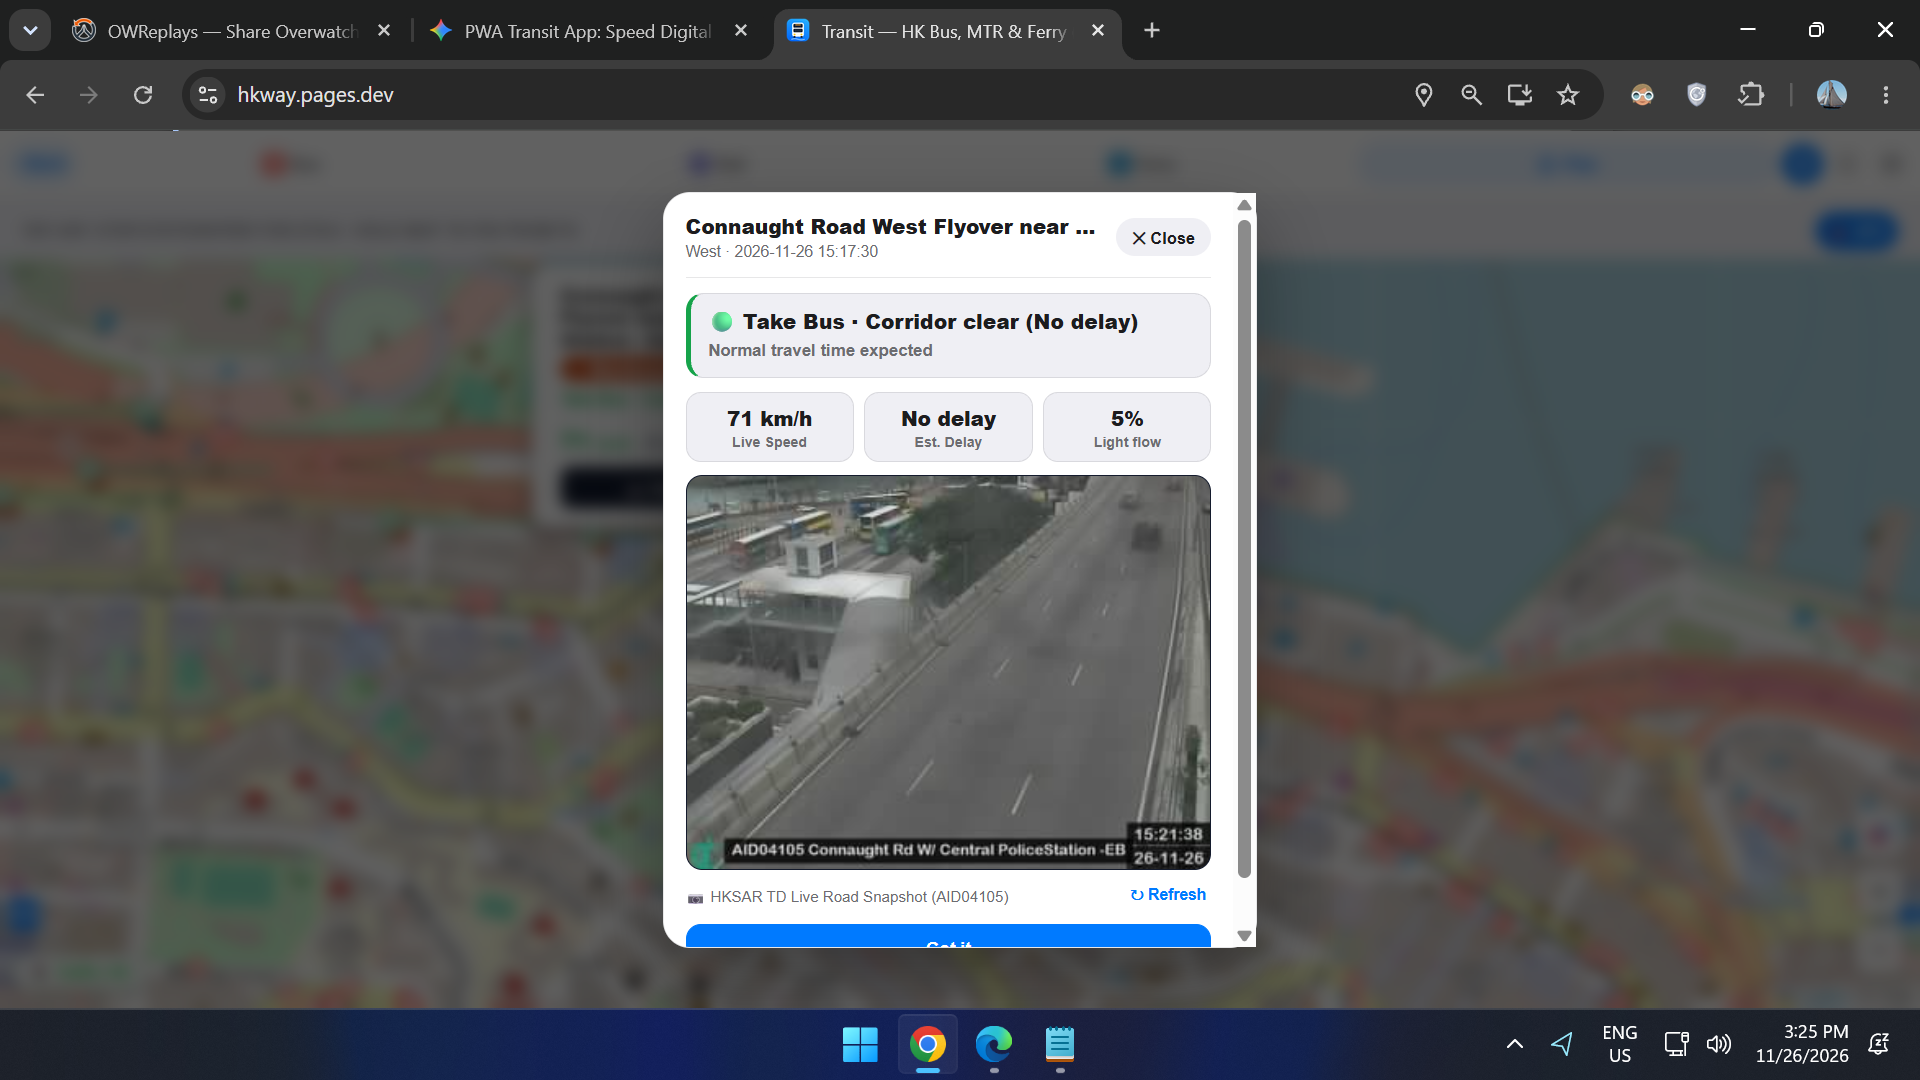 OWReplays — Share Overwatch
PWA Transit App: Speed Digital
Transit — HK Bus, MTR & Ferry
hkway.pages.dev
Connaught Road West Flyover near ...
West · 2026-11-26 15:17:30
Close
Take Bus · Corridor clear (No delay)
Normal travel time expected
71 km/h
Live Speed
No delay
Est. Delay
5%
Light flow
15:21:38
AID04105 Connaught Rd W/ Central PoliceStation -EB
26-11-26
HKSAR TD Live Road Snapshot (AID04105)
↻ Refresh
Got it
ENG
US
3:25 PM
11/26/2026